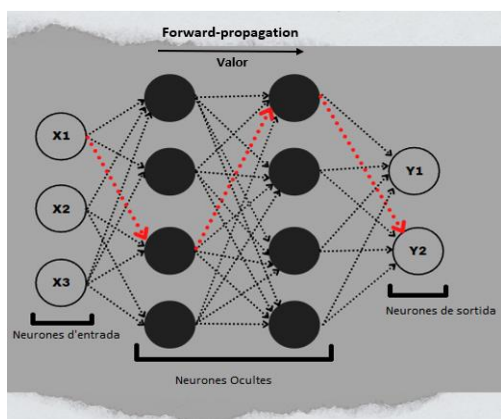 Forward-propagation
Valor
X1
X2
X3
Y1
Y2
Neurones d'entrada
Neurones Ocultes
Neurones de sortida